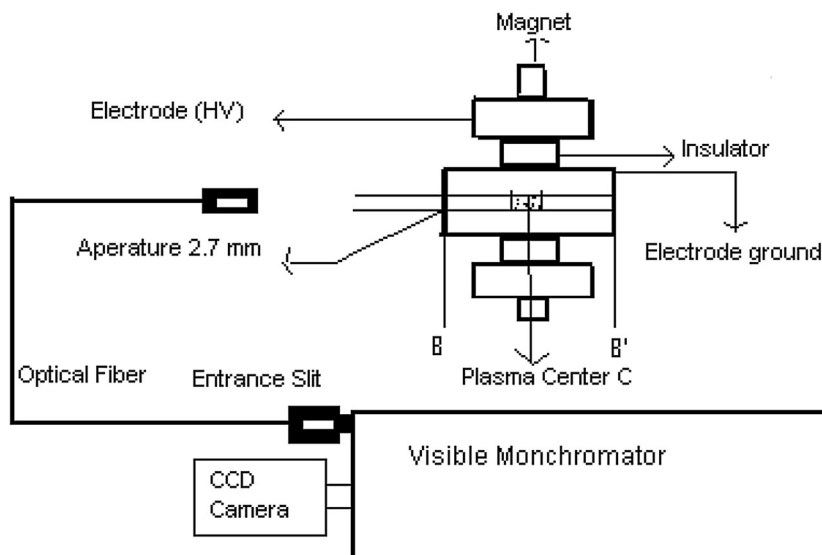 Magnet
Electrode (HV)
Insulator
Aperature 2.7 mm
Electrode ground
B
B'
Optical Fiber
Entrance Slit
Plasma Center C
Visible Monchromator
CCD
Camera